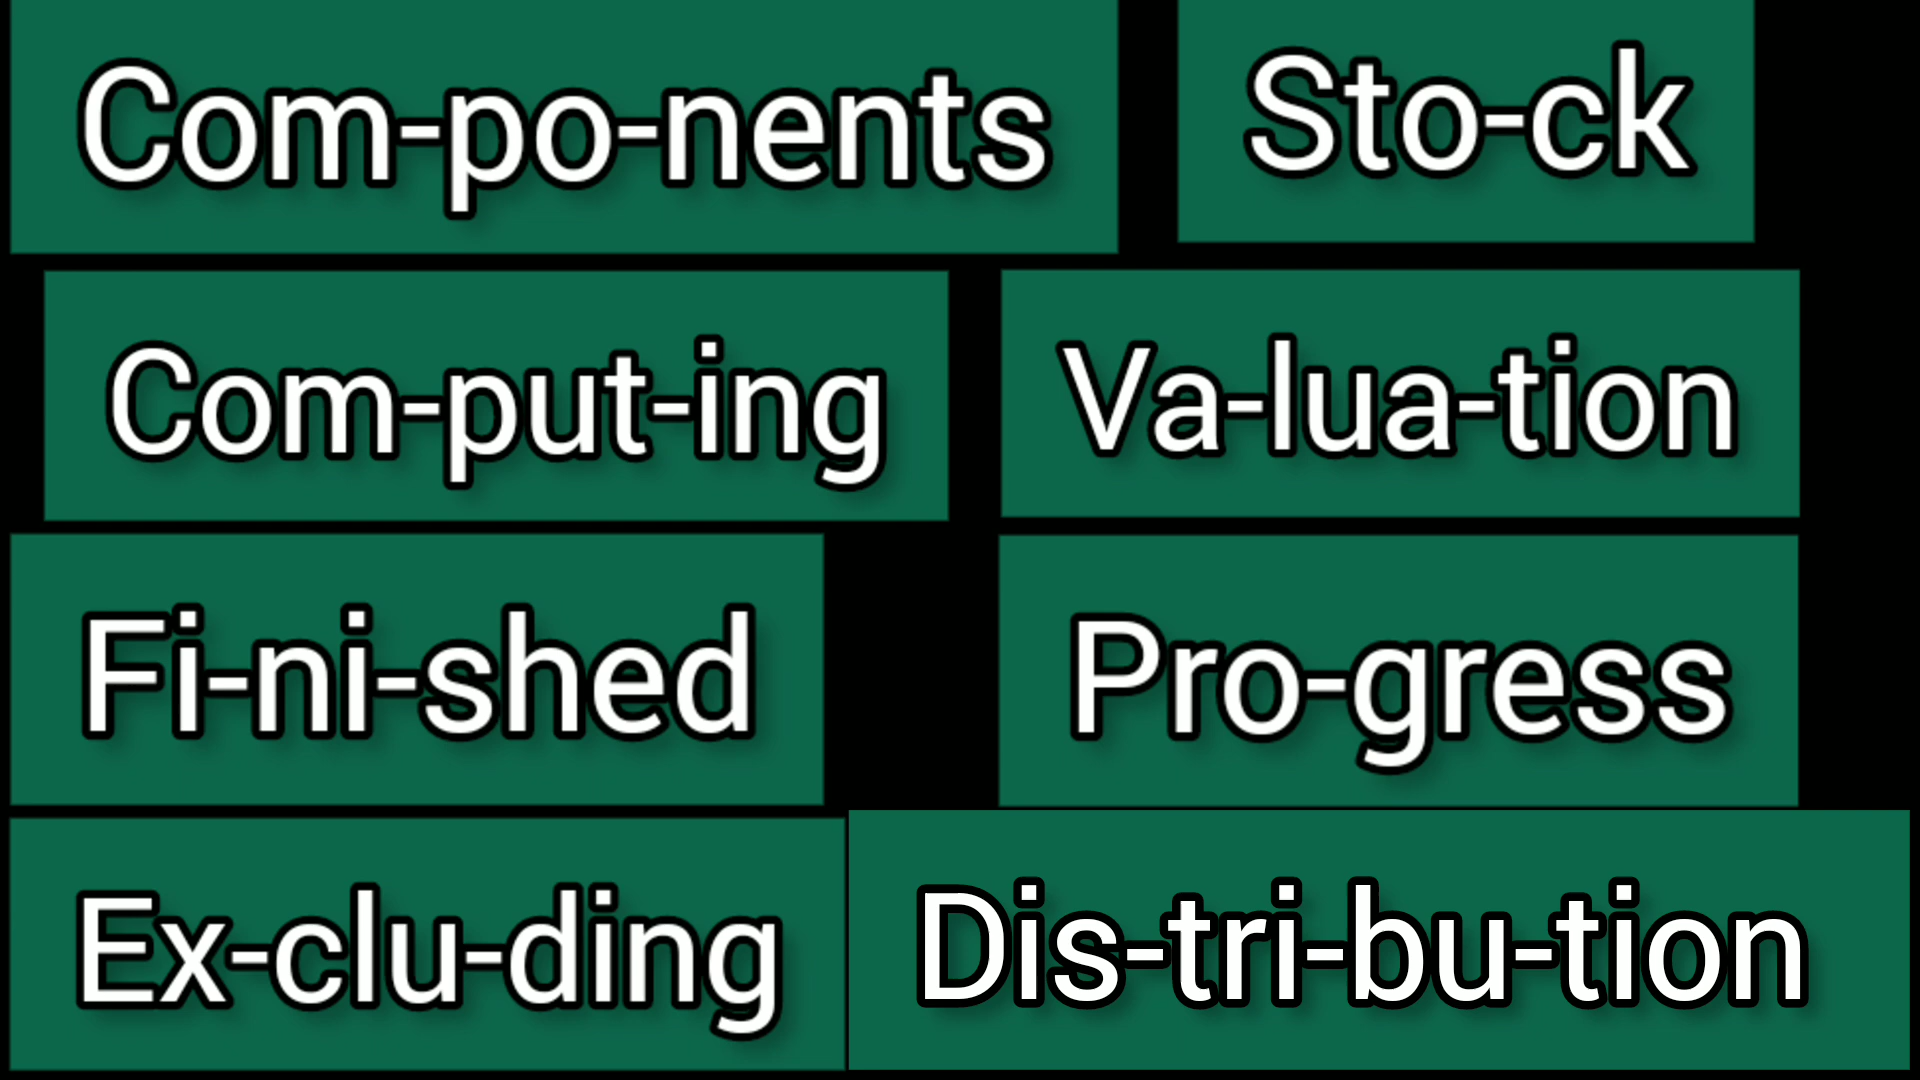 Com-po-nents
Sto-ck
Com-put-ing
Va-lua-tion
Fi-ni-shed
Pro-gress
Ex-clu-ding
Dis-tri-bu-tion